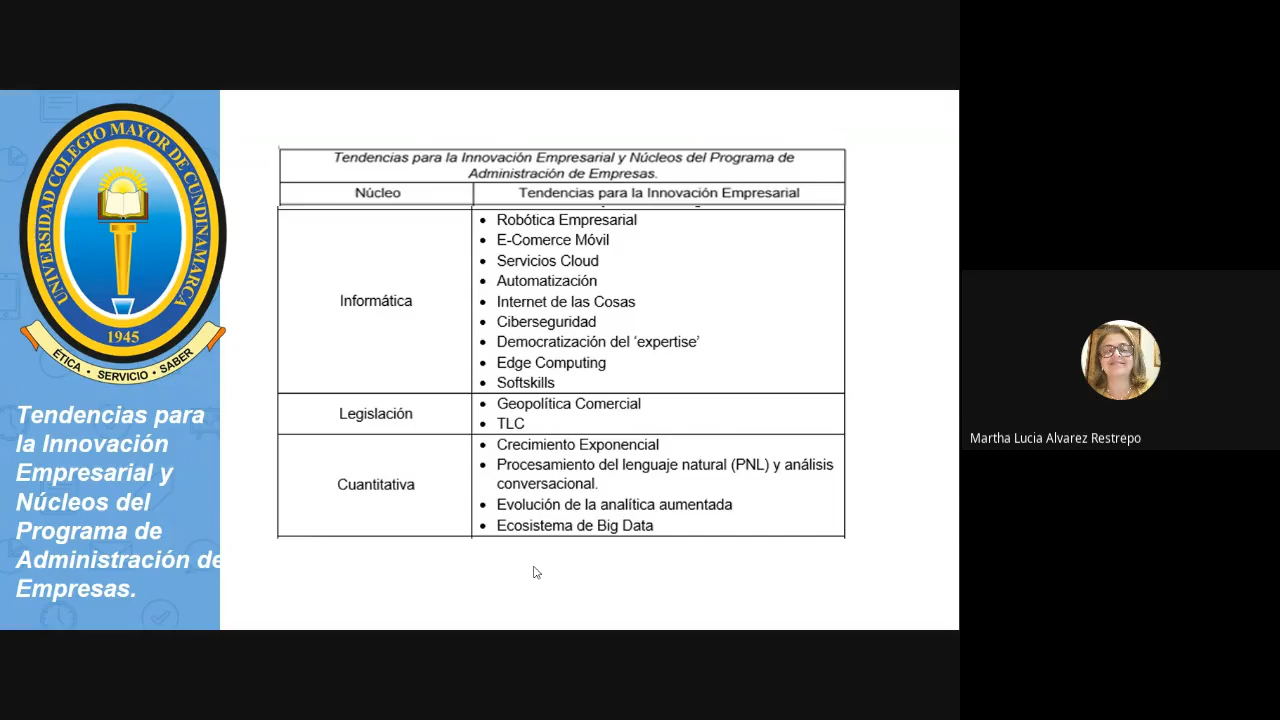 UNIVERSIDAD COLEGIO MAYOR DE CUNDINAMARCA
1945
ÉTICA • SERVICIO • SABER
Tendencias para
la Innovación
Empresarial y
Núcleos del
Programa de
Administración de
Empresas.
Tendencias para la Innovación Empresarial y Núcleos del Programa de
Administración de Empresas.
Núcleo
Tendencias para la Innovación Empresarial
Informática
• Robótica Empresarial
• E-Comerce Móvil
• Servicios Cloud
• Automatización
• Internet de las Cosas
• Ciberseguridad
• Democratización del ‘expertise’
• Edge Computing
• Softskills
Legislación
• Geopolítica Comercial
• TLC
Cuantitativa
• Crecimiento Exponencial
• Procesamiento del lenguaje natural (PNL) y análisis
conversacional.
• Evolución de la analítica aumentada
• Ecosistema de Big Data
Martha Lucia Alvarez Restrepo